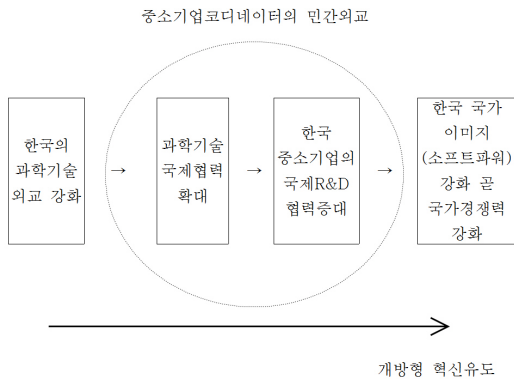 중소기업코디네이터의 민간외교
한국의
과학기술
외교 강화
→
과학기술
국제협력
확대
→
한국
중소기업의
국제R&D
협력증대
→
한국 국가
이미지
(소프트파워)
강화 곧
국가경쟁력
강화
개방형 혁신유도